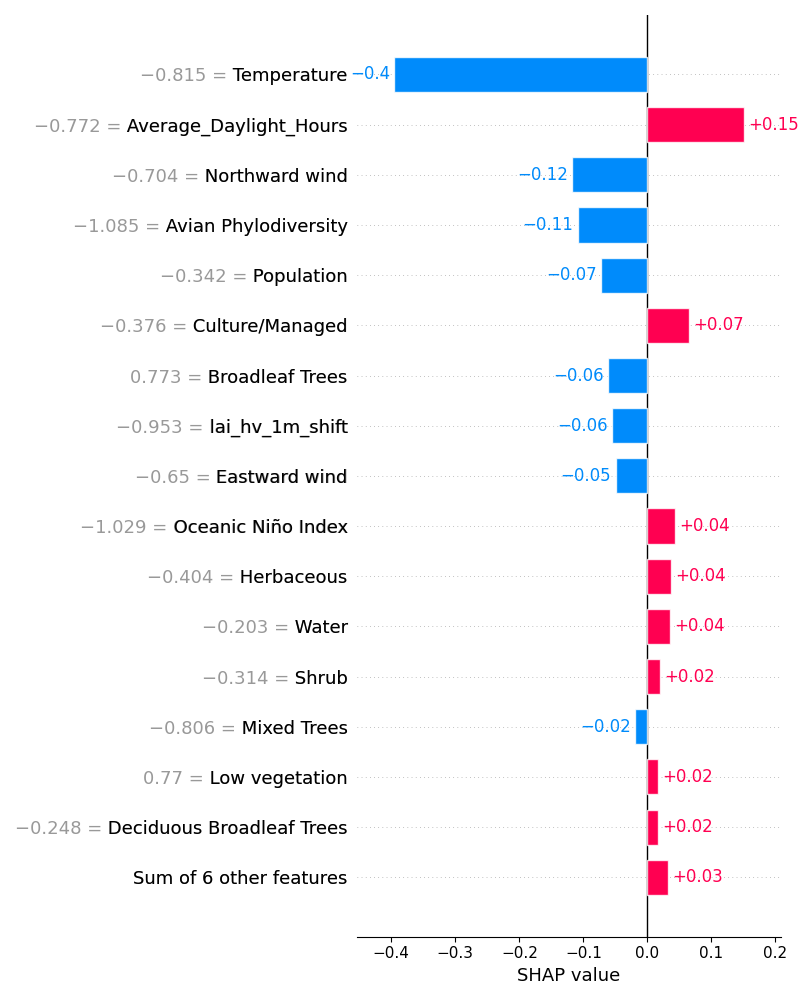 −0.815 = Temperature −0.4
−0.772 = Average_Daylight_Hours +0.15
−0.704 = Northward wind −0.12
−1.085 = Avian Phylodiversity −0.11
−0.342 = Population −0.07
−0.376 = Culture/Managed +0.07
0.773 = Broadleaf Trees −0.06
−0.953 = lai_hv_1m_shift −0.06
−0.65 = Eastward wind −0.05
−1.029 = Oceanic Niño Index +0.04
−0.404 = Herbaceous +0.04
−0.203 = Water +0.04
−0.314 = Shrub +0.02
−0.806 = Mixed Trees −0.02
0.77 = Low vegetation +0.02
−0.248 = Deciduous Broadleaf Trees +0.02
Sum of 6 other features +0.03
−0.4 −0.3 −0.2 −0.1 0.0 0.1 0.2
SHAP value